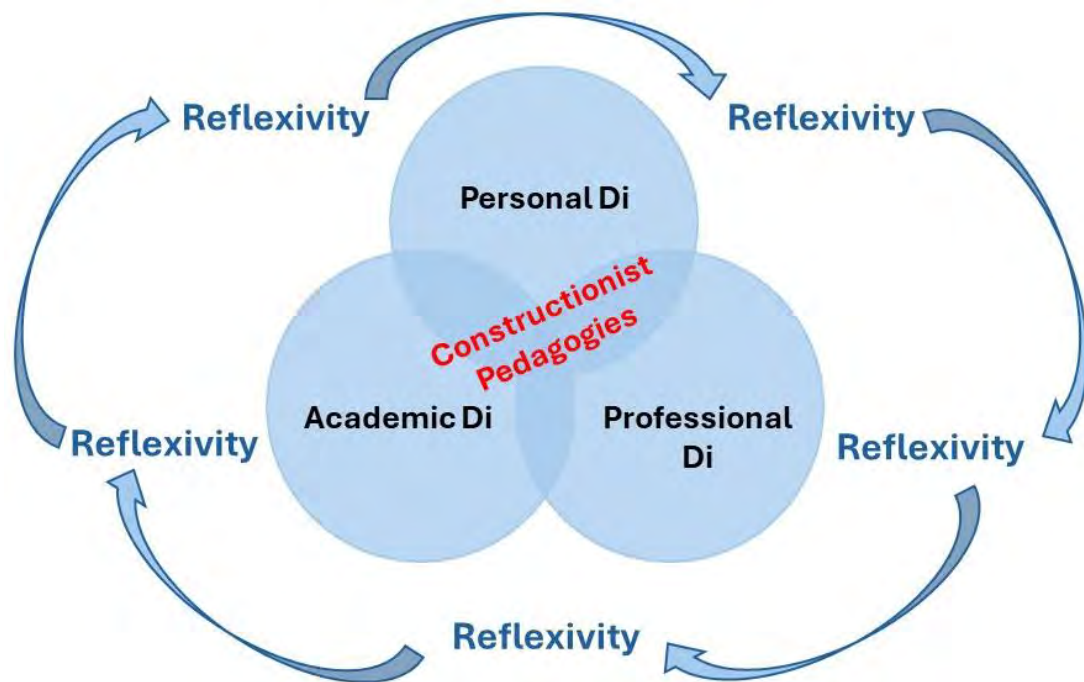 Reflexivity
Reflexivity
Personal Di
Constructionist
Pedagogies
Academic Di
Professional
Di
Reflexivity
Reflexivity
Reflexivity